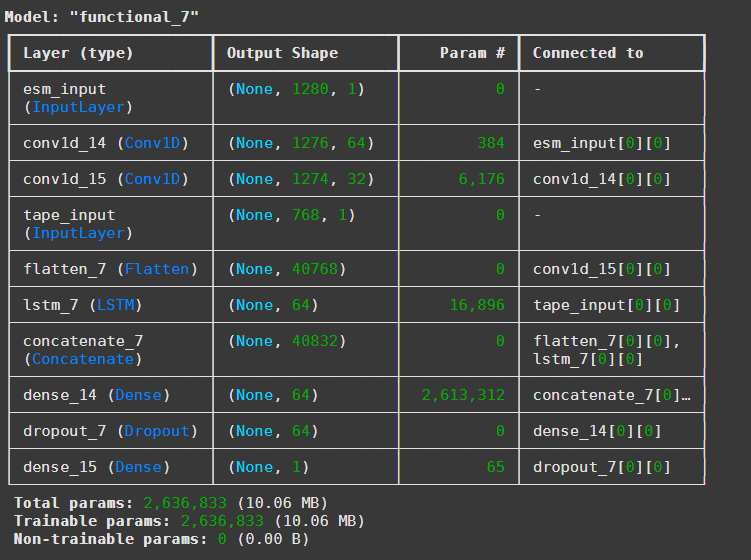 Model: "functional_7"
Layer (type) Output Shape Param # Connected to
esm_input (None, 1280, 1) 0 -
(InputLayer)
conv1d_14 (Conv1D) (None, 1276, 64) 384 esm_input[0][0]
conv1d_15 (Conv1D) (None, 1274, 32) 6,176 conv1d_14[0][0]
tape_input (None, 768, 1) 0 -
(InputLayer)
flatten_7 (Flatten) (None, 40768) 0 conv1d_15[0][0]
lstm_7 (LSTM) (None, 64) 16,896 tape_input[0][0]
concatenate_7 (None, 40832) 0 flatten_7[0][0],
(Concatenate) lstm_7[0][0]
dense_14 (Dense) (None, 64) 2,613,312 concatenate_7[0]…
dropout_7 (Dropout) (None, 64) 0 dense_14[0][0]
dense_15 (Dense) (None, 1) 65 dropout_7[0][0]
Total params: 2,636,833 (10.06 MB)
Trainable params: 2,636,833 (10.06 MB)
Non-trainable params: 0 (0.00 B)